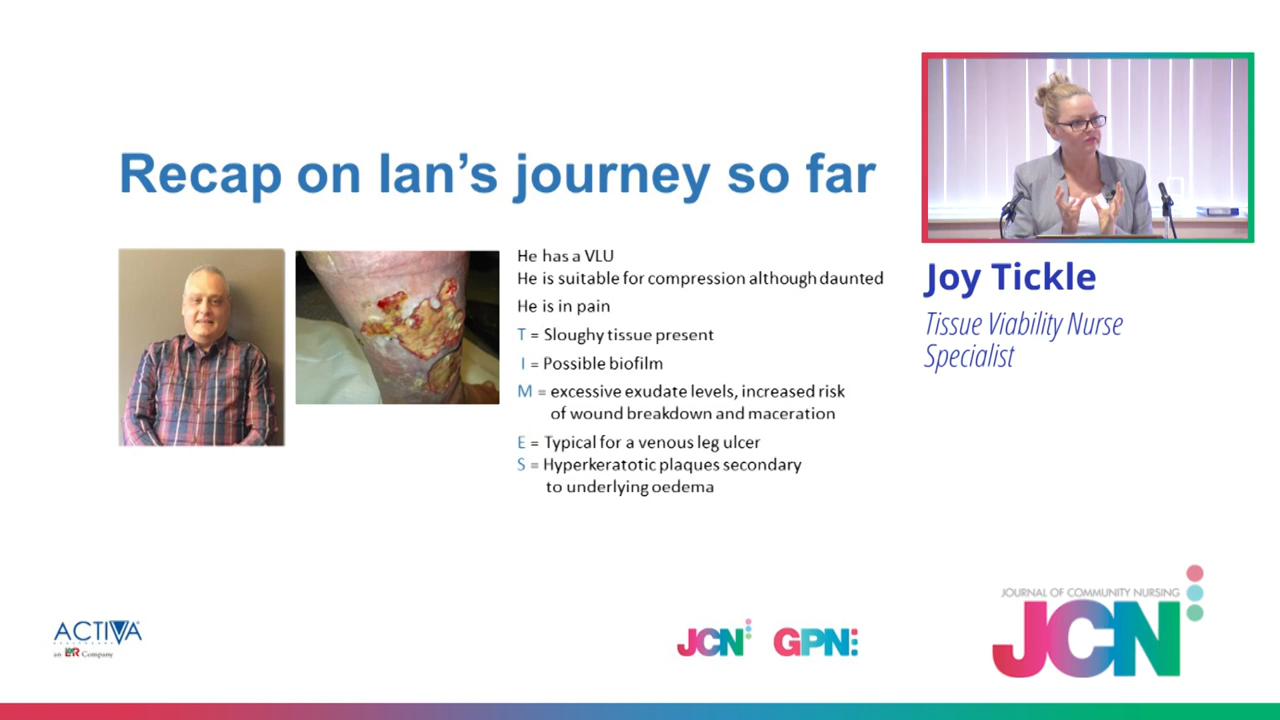 Recap on Ian's journey so far
He has a VLU
He is suitable for compression although daunted
He is in pain
T = Sloughy tissue present
I = Possible biofilm
M = excessive exudate levels, increased risk
of wound breakdown and maceration
E = Typical for a venous leg ulcer
S = Hyperkeratotic plaques secondary
to underlying oedema
Joy Tickle
Tissue Viability Nurse
Specialist
ACTIVA
HEALTHCARE
an L&R Company
JCN
GPN
JOURNAL OF COMMUNITY NURSING
JCN